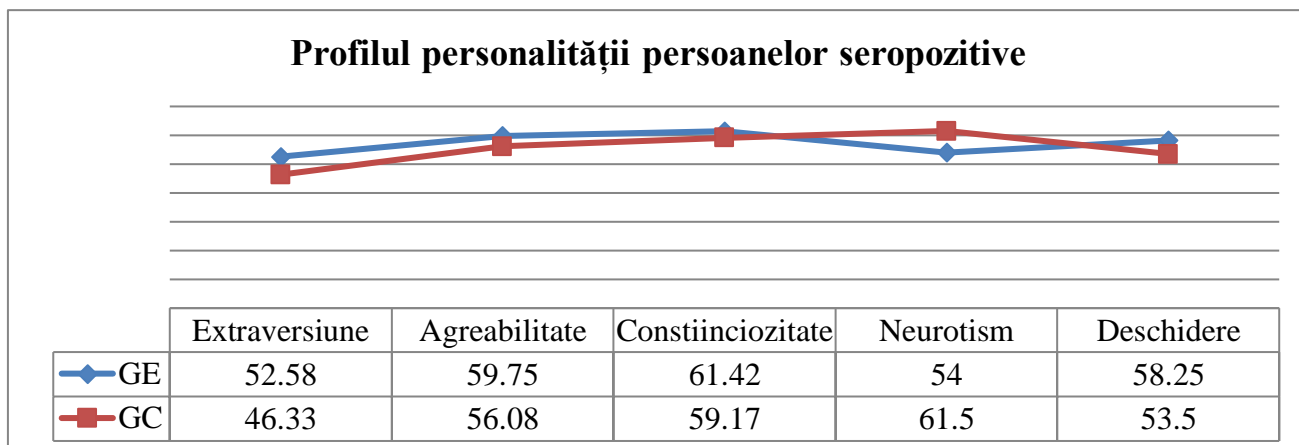 Profilul personalității persoanelor seropozitive
Extraversiune Agreabilitate Constiinciozitate Neurotism Deschidere
GE 52.58 59.75 61.42 54 58.25
GC 46.33 56.08 59.17 61.5 53.5